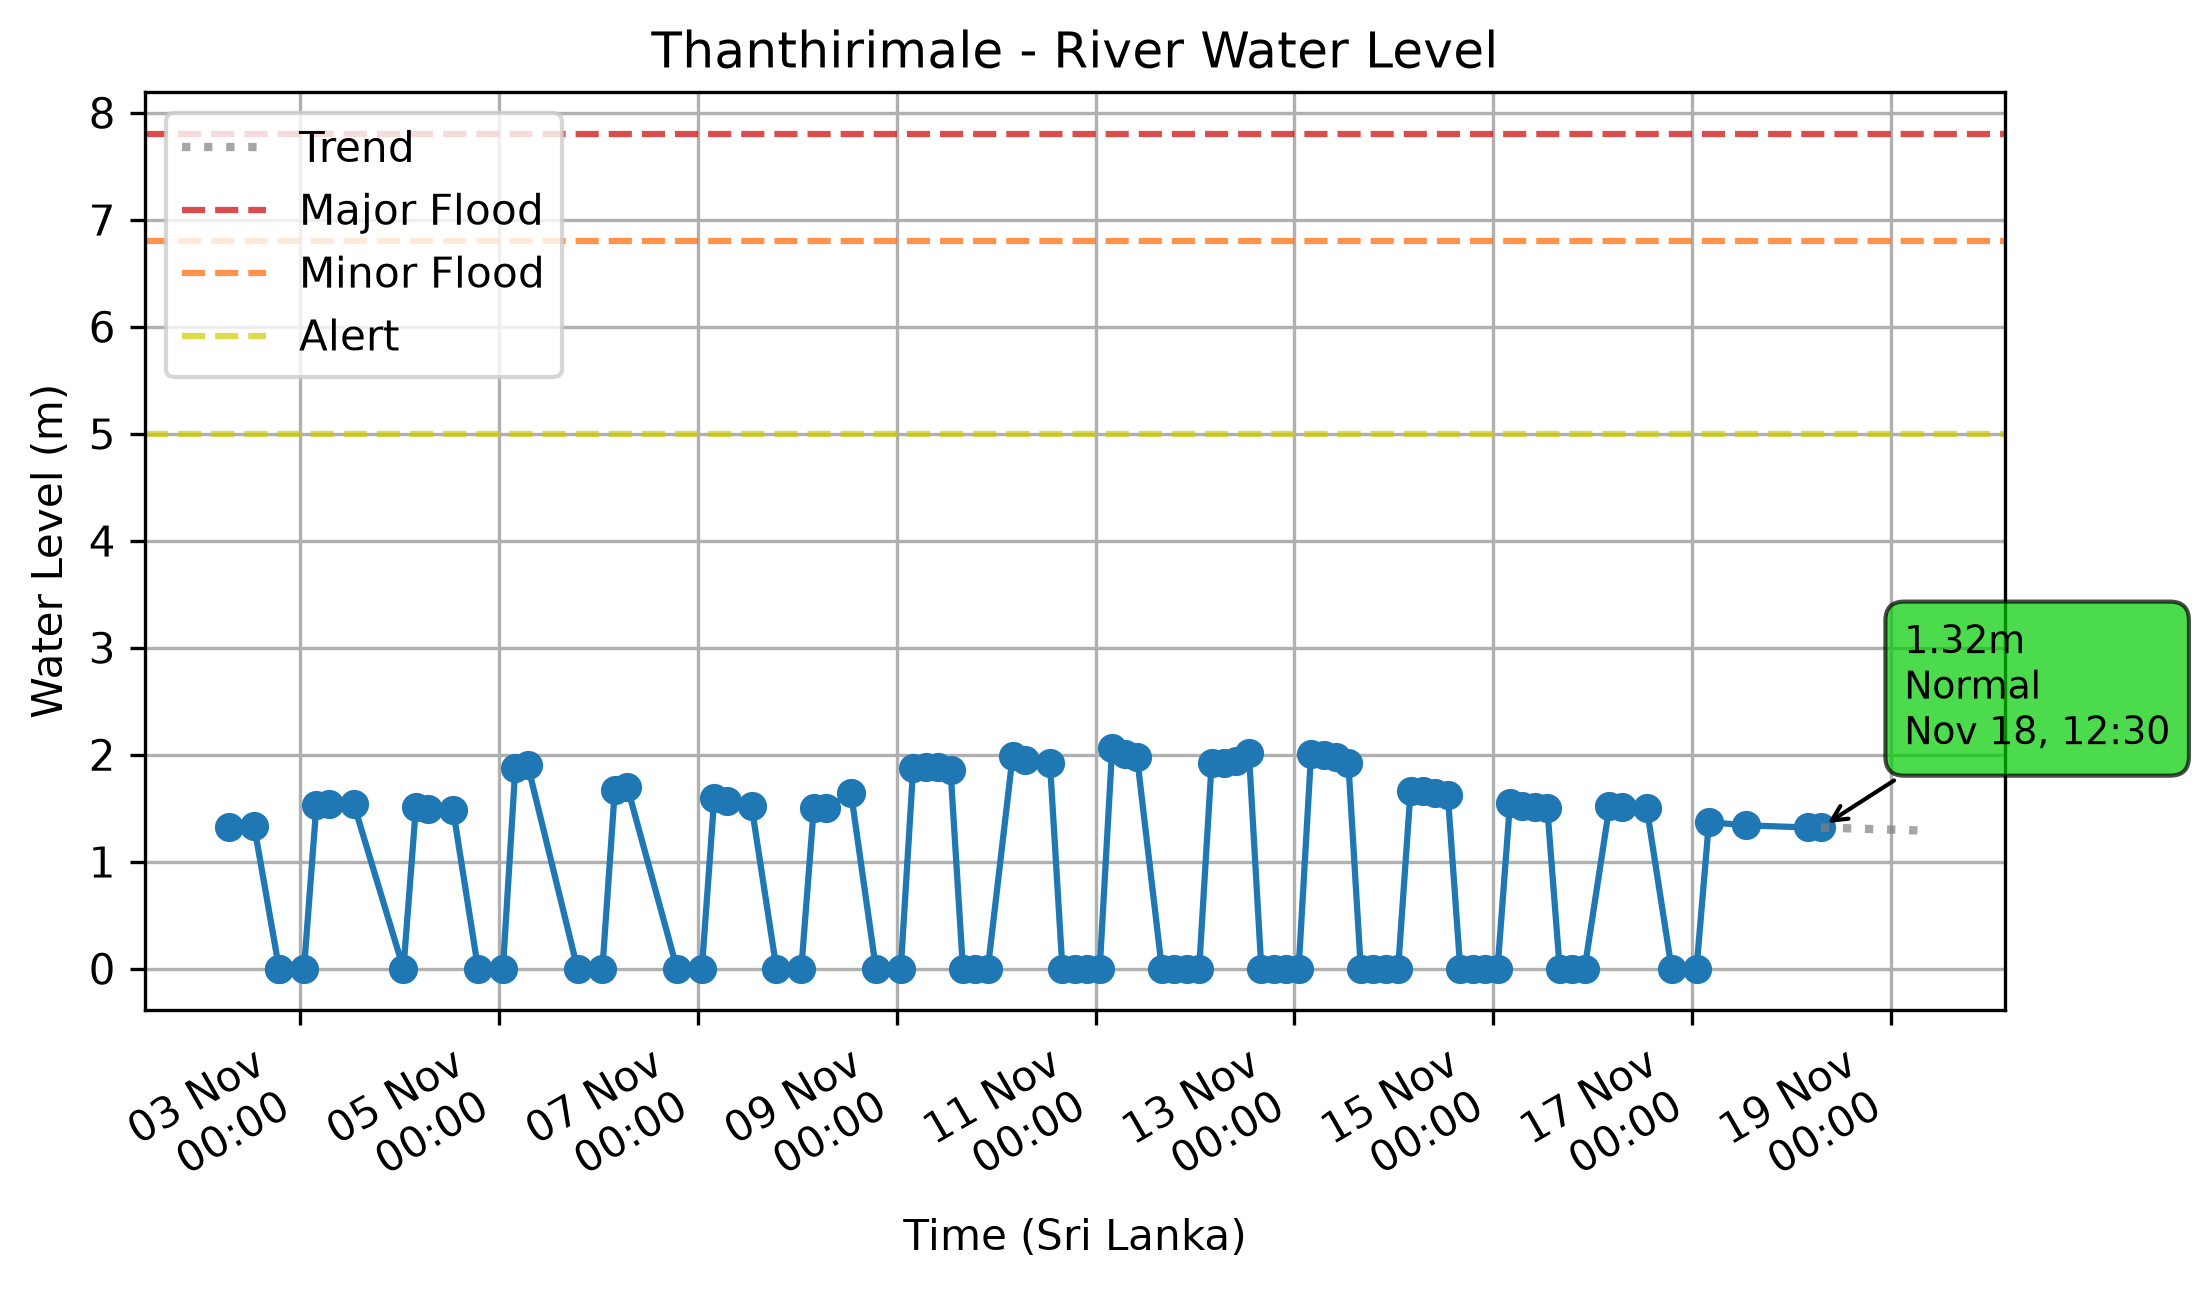 Thanthirimale - River Water Level
8
7
6
5
4
3
2
1
0
Water Level (m)
Trend
Major Flood
Minor Flood
Alert
1.32m
Normal
Nov 18, 12:30
03 Nov
00:00
05 Nov
00:00
07 Nov
00:00
09 Nov
00:00
11 Nov
00:00
13 Nov
00:00
15 Nov
00:00
17 Nov
00:00
19 Nov
00:00
Time (Sri Lanka)